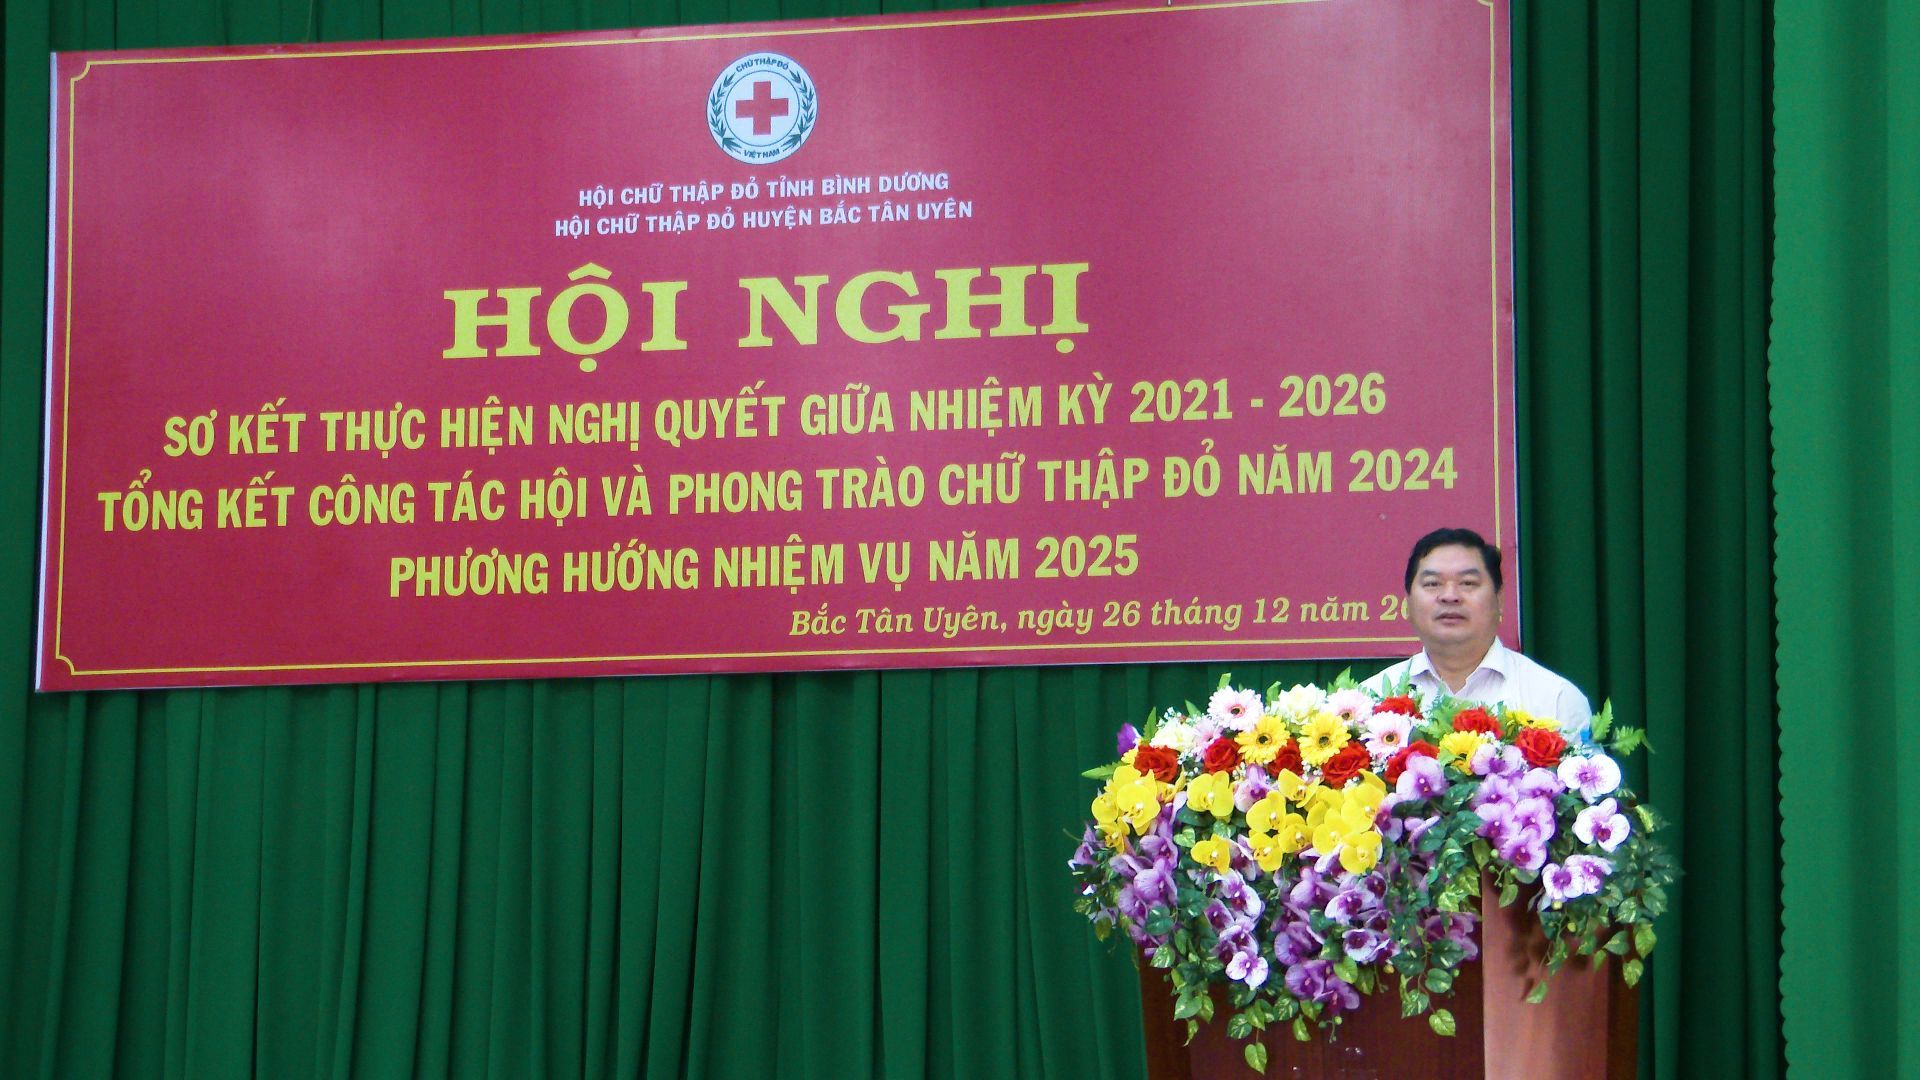 CHỮ THẬP ĐỎ
VIỆT NAM
HỘI CHỮ THẬP ĐỎ TỈNH BÌNH DƯƠNG
HỘI CHỮ THẬP ĐỎ HUYỆN BẮC TÂN UYÊN
HỘI NGHỊ
SƠ KẾT THỰC HIỆN NGHỊ QUYẾT GIỮA NHIỆM KỲ 2021 - 2026
TỔNG KẾT CÔNG TÁC HỘI VÀ PHONG TRÀO CHỮ THẬP ĐỎ NĂM 2024
PHƯƠNG HƯỚNG NHIỆM VỤ NĂM 2025
Bắc Tân Uyên, ngày 26 tháng 12 năm